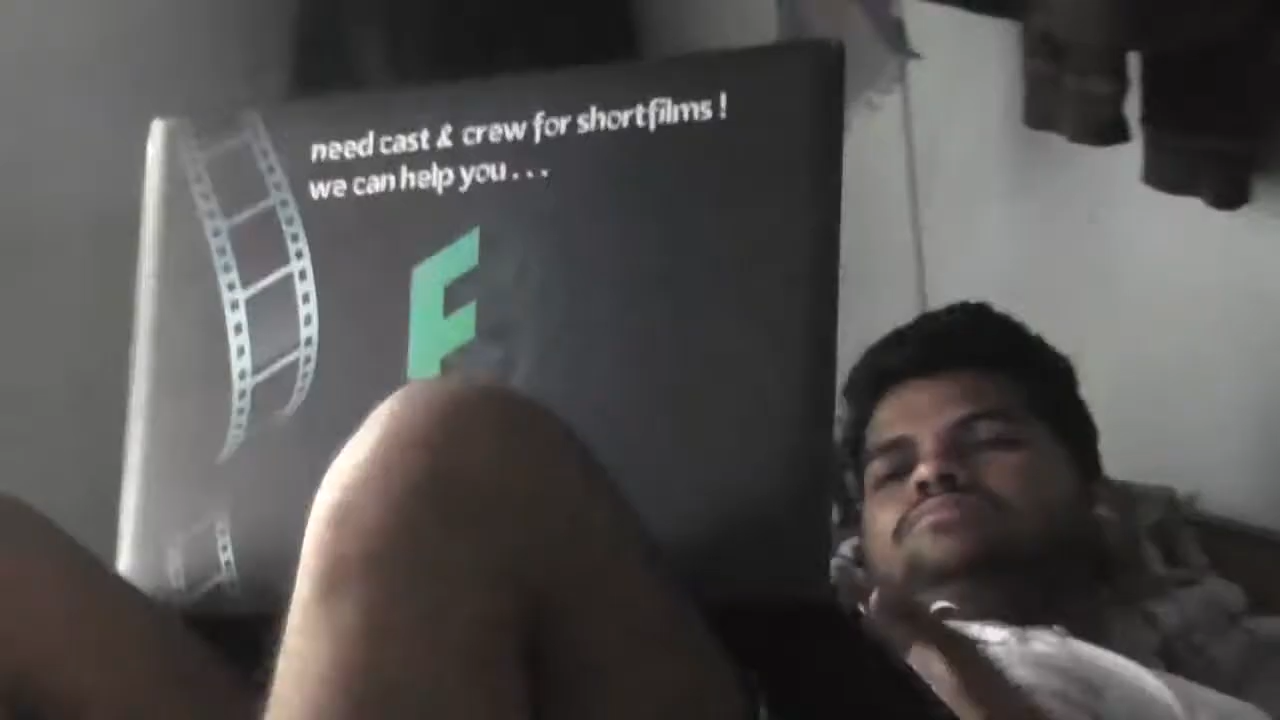 need cast & crew for shortfilms !
we can help you . . .
F